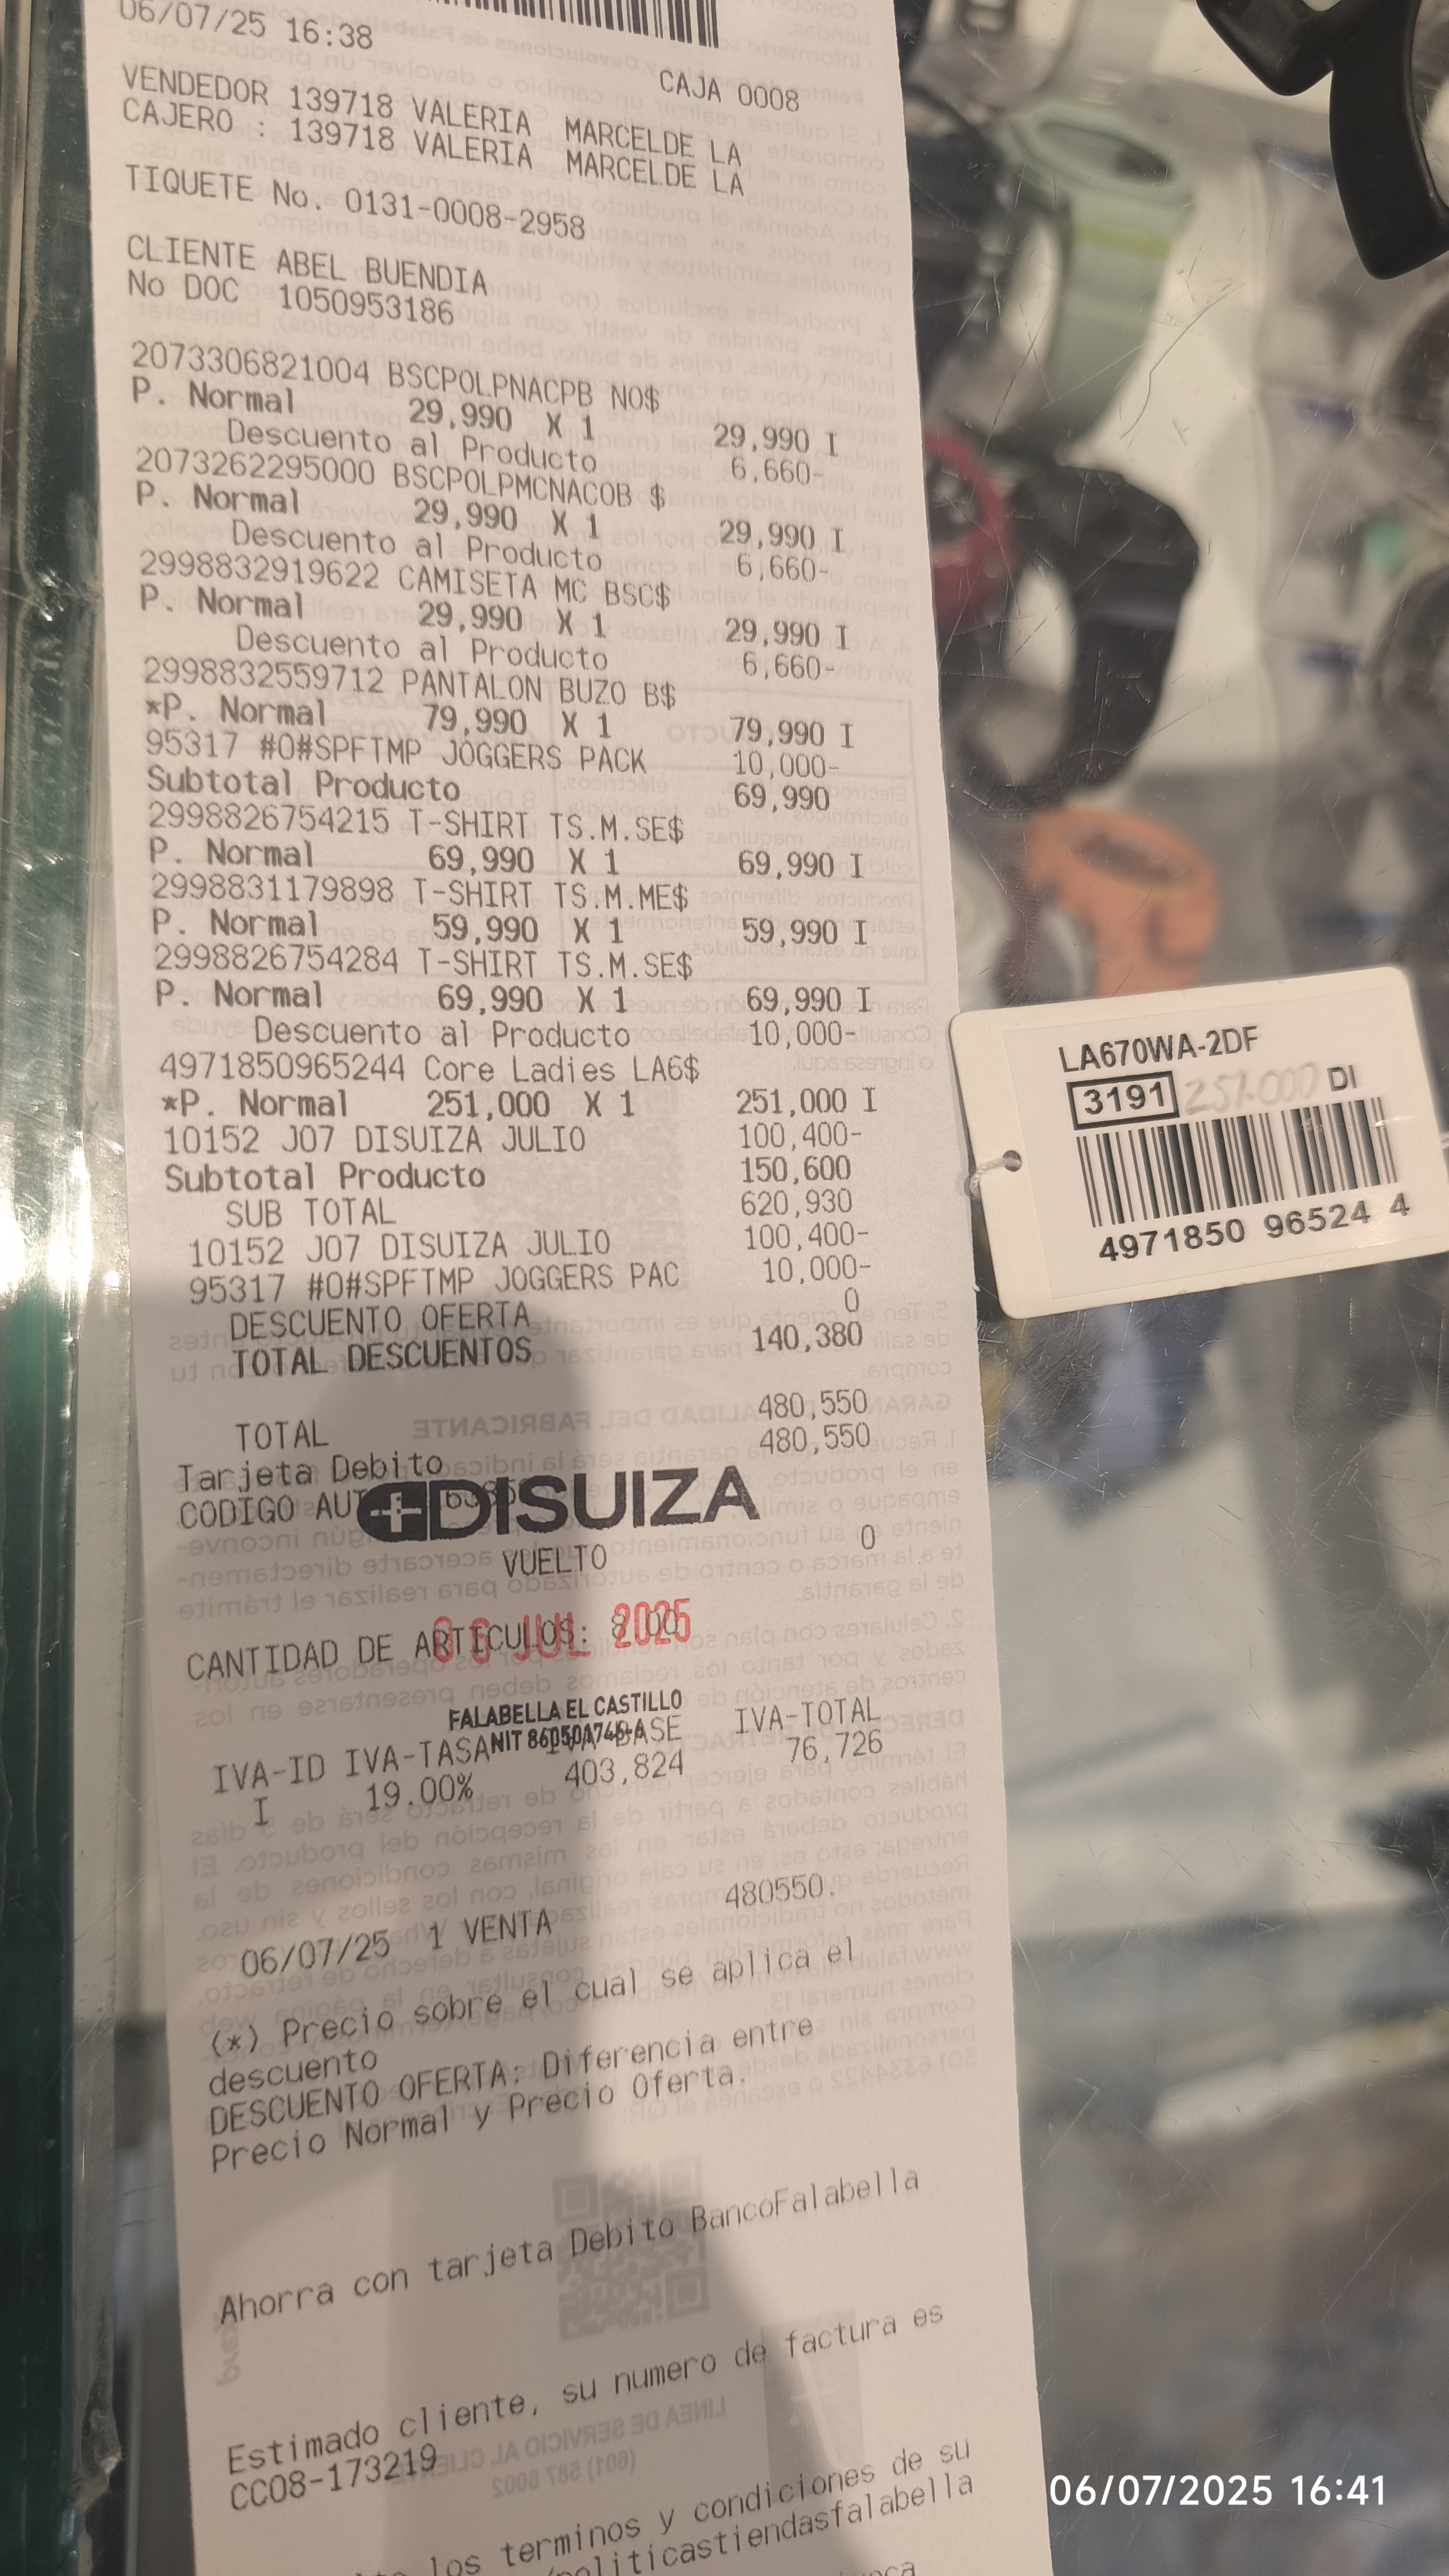 06/07/25 16:38
CAJA 0008
VENDEDOR 139718 VALERIA MARCELDE LA
CAJERO : 139718 VALERIA MARCELDE LA
TIQUETE No. 0131-0008-2958
CLIENTE ABEL BUENDIA
No DOC 1050953186
2073306821004 BSCPOLPNACPB NO$
P. Normal 29,990 X 1 29,990 I
Descuento al Producto 6,660-
2073262295000 BSCPOLPMCNACOB $
P. Normal 29,990 X 1 29,990 I
Descuento al Producto 6,660-
2998832919622 CAMISETA MC BSC$
P. Normal 29,990 X 1 29,990 I
Descuento al Producto 6,660-
2998832559712 PANTALON BUZO B$
*P. Normal 79,990 X 1 79,990 I
95317 #O#SPFTMP JOGGERS PACK 10,000-
Subtotal Producto 69,990
2998826754215 T-SHIRT TS.M.SE$
P. Normal 69,990 X 1 69,990 I
2998831179898 T-SHIRT TS.M.ME$
P. Normal 59,990 X 1 59,990 I
2998826754284 T-SHIRT TS.M.SE$
P. Normal 69,990 X 1 69,990 I
Descuento al Producto 10,000-
4971850965244 Core Ladies LA6$
*P. Normal 251,000 X 1 251,000 I
10152 J07 DISUIZA JULIO 100,400-
Subtotal Producto 150,600
SUB TOTAL 620,930
10152 J07 DISUIZA JULIO 100,400-
95317 #O#SPFTMP JOGGERS PAC 10,000-
DESCUENTO OFERTA 0
TOTAL DESCUENTOS 140,380
TOTAL 480,550
Tarjeta Debito 480,550
CODIGO AUT
DISUIZA
VUELTO 0
06 JUL 2025
CANTIDAD DE ARTICULOS: 8.00
FALABELLA EL CASTILLO
NIT
IVA-ID IVA-TASA IVA-BASE IVA-TOTAL
I 19.00% 403,824 76,726
06/07/25 1 VENTA 480550.
(*) Precio sobre el cual se aplica el
descuento
DESCUENTO OFERTA: Diferencia entre
Precio Normal y Precio Oferta.
Ahorra con tarjeta Debito BancoFalabella
Estimado cliente, su numero de factura es
CC08-173219
los terminos y condiciones de su
/politicastiendasfalabella
LA670WA-2DF
3191 251.000 DI
4971850 96524 4
06/07/2025 16:41